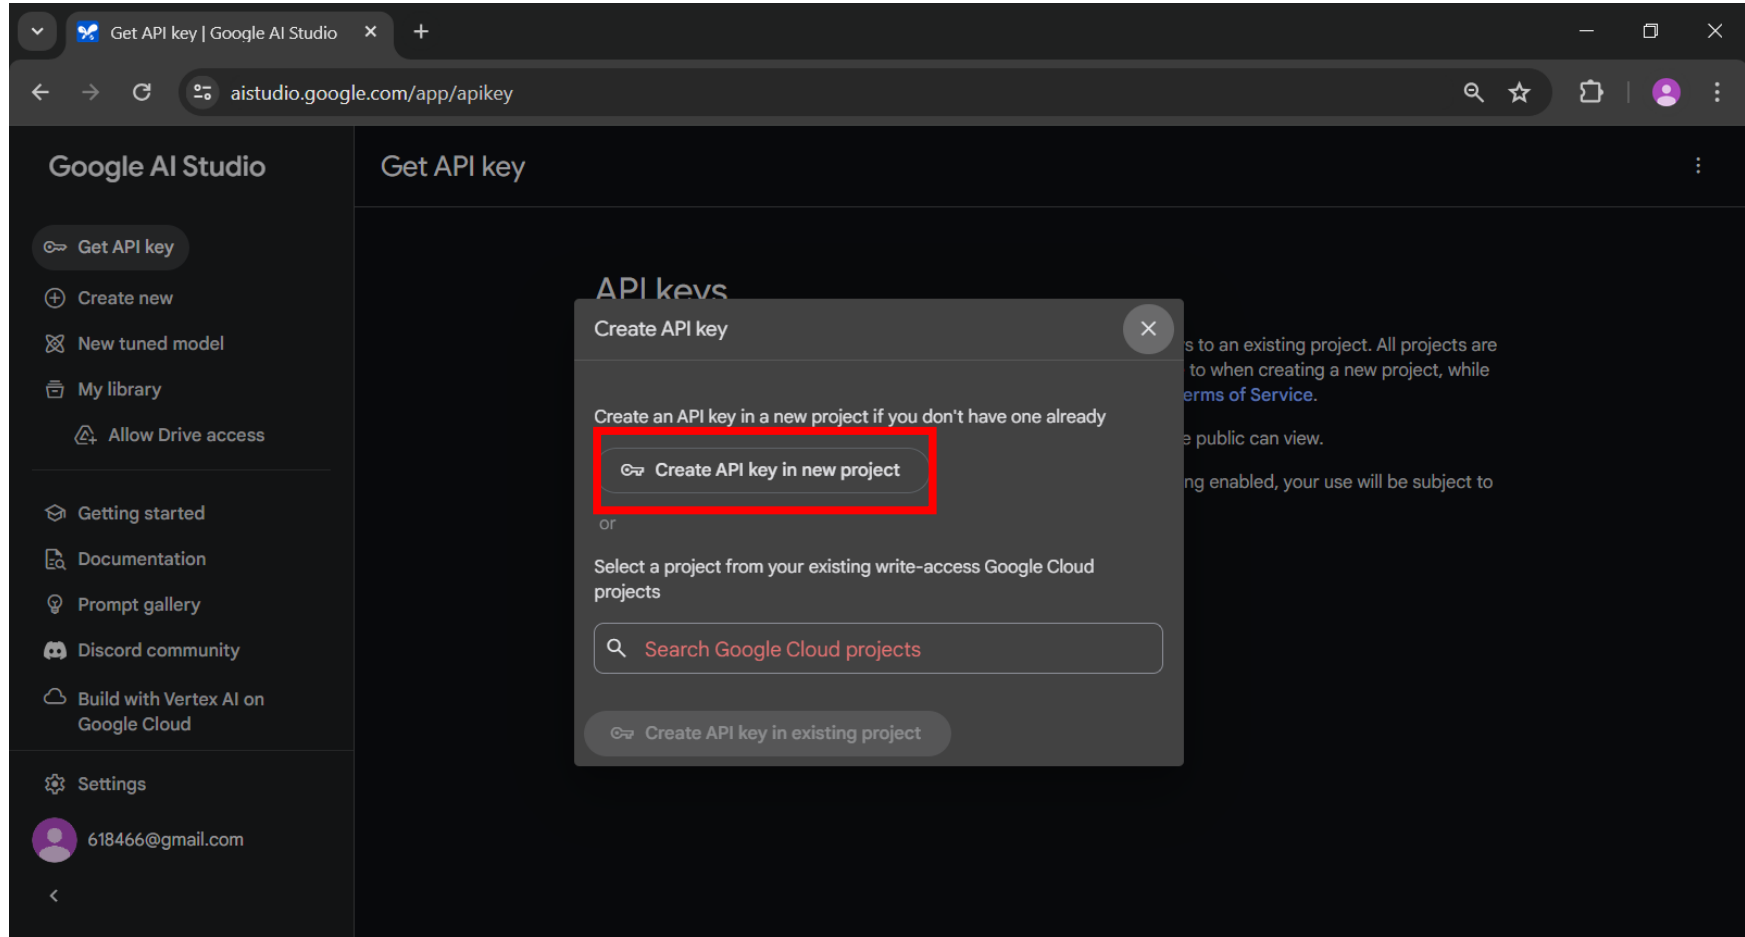 Get API key | Google AI Studio
aistudio.google.com/app/apikey
Google AI Studio
Get API key
Create new
New tuned model
My library
Allow Drive access
Getting started
Documentation
Prompt gallery
Discord community
Build with Vertex AI on
Google Cloud
Settings
618466@gmail.com
Get API key
API keys
Create API key
Create an API key in a new project if you don't have one already
Create API key in new project
or
Select a project from your existing write-access Google Cloud
projects
Search Google Cloud projects
Create API key in existing project
to an existing project. All projects are
to when creating a new project, while
of Service.
public can view.
enabled, your use will be subject to